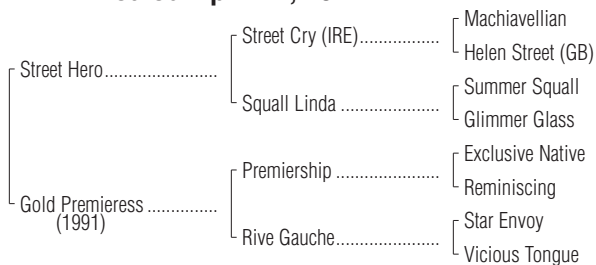 Machiavellian
Street Cry (IRE)
Helen Street (GB)
Street Hero
Summer Squall
Squall Linda
Glimmer Glass
Exclusive Native
Premiership
Reminiscing
Gold Premieress
(1991)
Star Envoy
Rive Gauche
Vicious Tongue